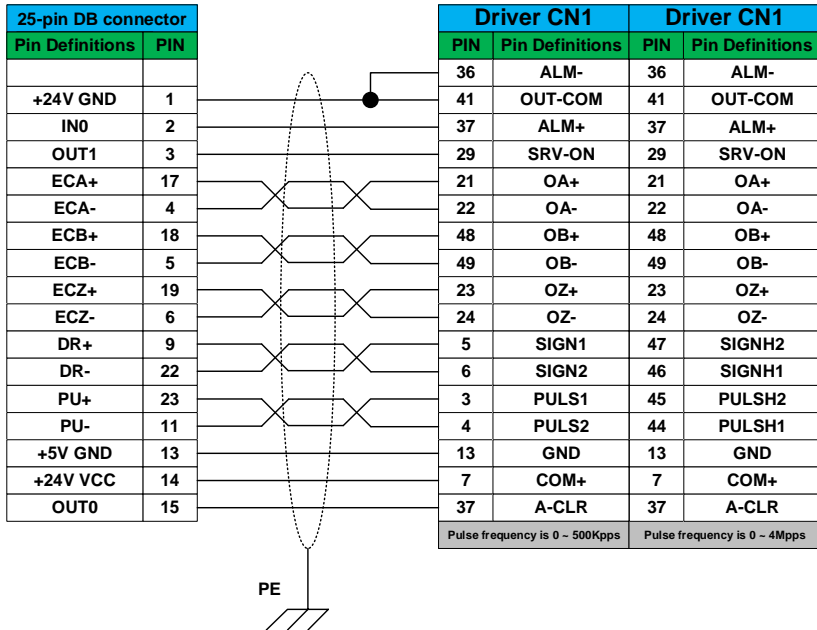 25-pin DB connector Driver CN1 Driver CN1
Pin Definitions PIN PIN Pin Definitions PIN Pin Definitions
36 ALM- 36 ALM-
+24V GND 1 41 OUT-COM 41 OUT-COM
IN0 2 37 ALM+ 37 ALM+
OUT1 3 29 SRV-ON 29 SRV-ON
ECA+ 17 21 OA+ 21 OA+
ECA- 4 22 OA- 22 OA-
ECB+ 18 48 OB+ 48 OB+
ECB- 5 49 OB- 49 OB-
ECZ+ 19 23 OZ+ 23 OZ+
ECZ- 6 24 OZ- 24 OZ-
DR+ 9 5 SIGN1 47 SIGNH2
DR- 22 6 SIGN2 46 SIGNH1
PU+ 23 3 PULS1 45 PULSH2
PU- 11 4 PULS2 44 PULSH1
+5V GND 13 13 GND 13 GND
+24V VCC 14 7 COM+ 7 COM+
OUT0 15 37 A-CLR 37 A-CLR
Pulse frequency is 0 ~ 500Kpps Pulse frequency is 0 ~ 4Mpps
PE